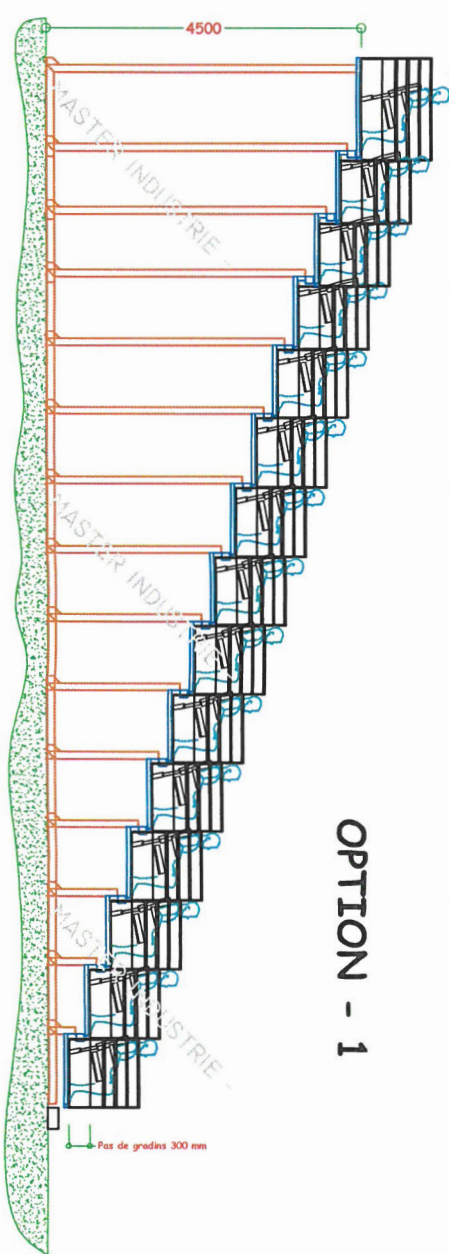 4500
OPTION - 1
MASTER INDUSTRIE -
MASTER INDUSTRIE -
MASTER INDUSTRIE -
Pas de gradins 300 mm